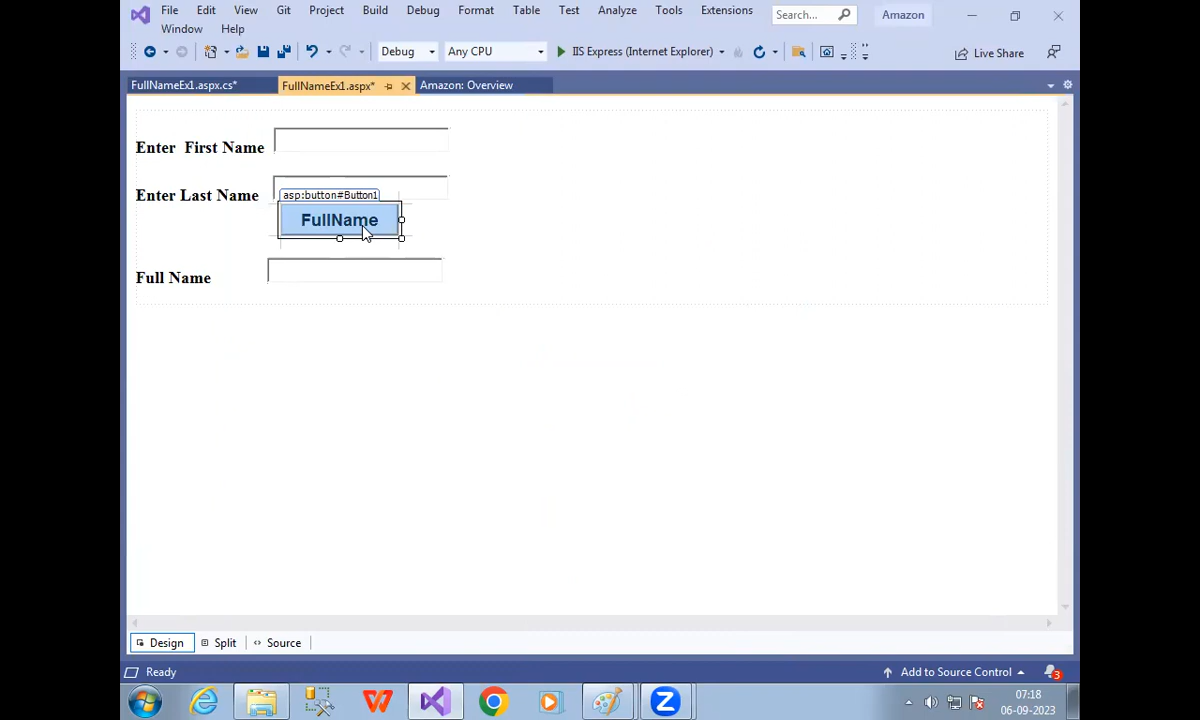 File Edit View Git Project Build Debug Format Table Test Analyze Tools Extensions Search... Amazon
Window Help
Debug Any CPU IIS Express (Internet Explorer) Live Share
FullNameEx1.aspx.cs* FullNameEx1.aspx* Amazon: Overview
Enter First Name
Enter Last Name
asp:button#Button1
FullName
Full Name
Design Split Source
Ready Add to Source Control 3
07:18
06-09-2023